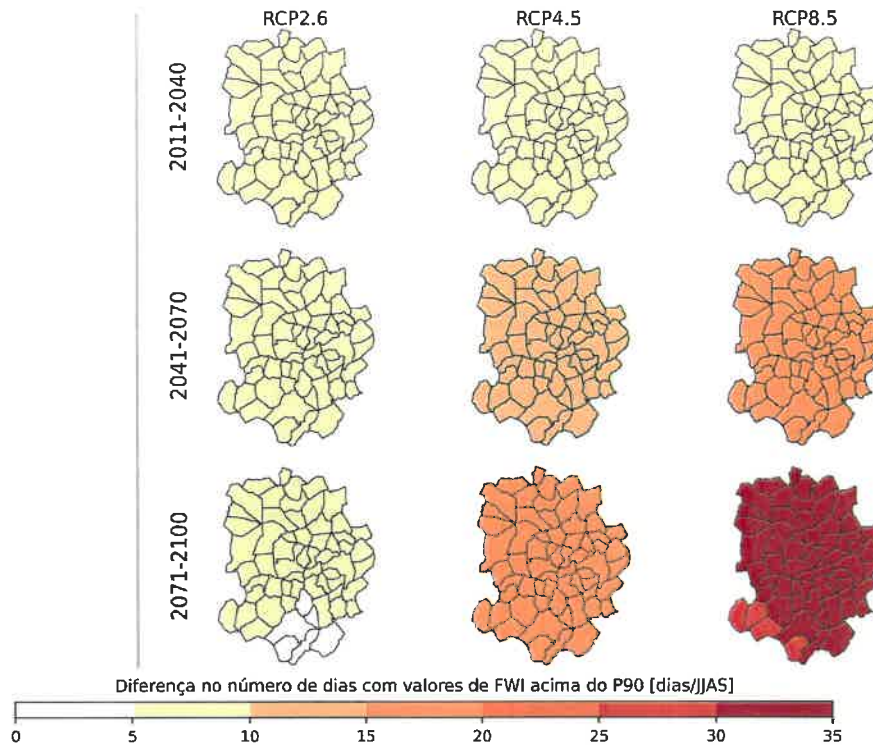 RCP2.6 RCP4.5 RCP8.5
2011-2040
2041-2070
2071-2100
Diferença no número de dias com valores de FWI acima do P90 [dias/JJAS]
0 5 10 15 20 25 30 35